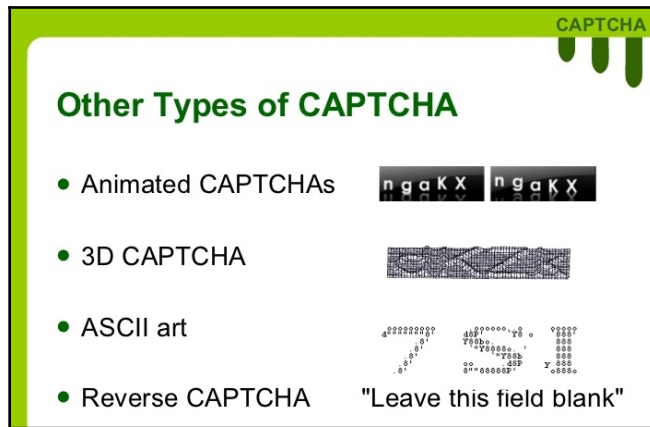 CAPTCHA
Other Types of CAPTCHA
• Animated CAPTCHAs
ngaKX ngaKX
• 3D CAPTCHA
• ASCII art
7SI
• Reverse CAPTCHA
"Leave this field blank"